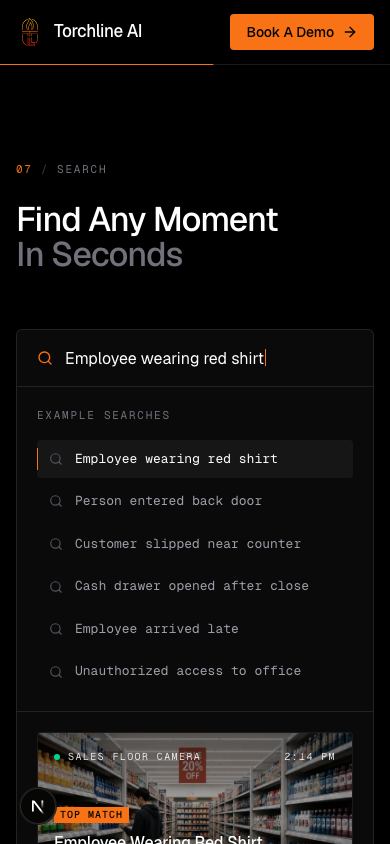 Torchline AI
Book A Demo
07 / SEARCH
Find Any Moment
In Seconds
Employee wearing red shirt
EXAMPLE SEARCHES
Employee wearing red shirt
Person entered back door
Customer slipped near counter
Cash drawer opened after close
Employee arrived late
Unauthorized access to office
SALES FLOOR CAMERA
2:14 PM
20%
OFF
N
TOP MATCH
Employee Wearing Red Shirt